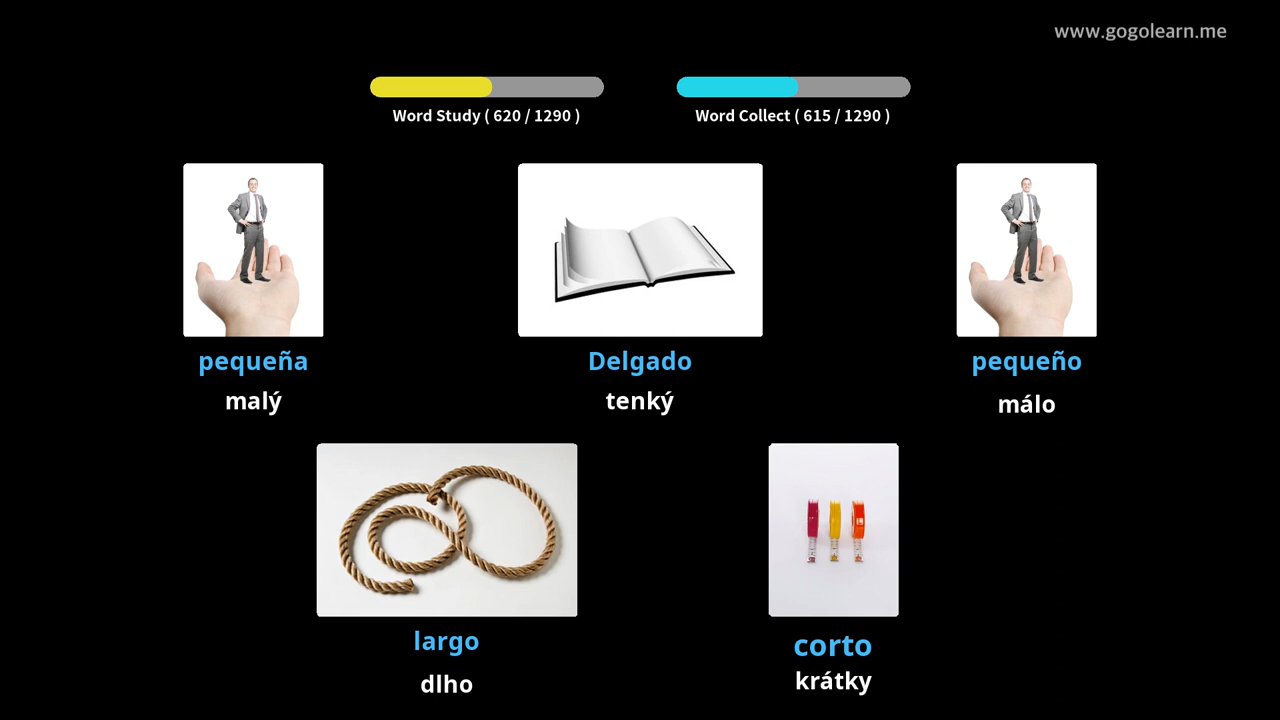 www.gogolearn.me
Word Study ( 620 / 1290 )
Word Collect ( 615 / 1290 )
pequeña
malý
Delgado
tenký
pequeño
málo
largo
dlho
corto
krátky